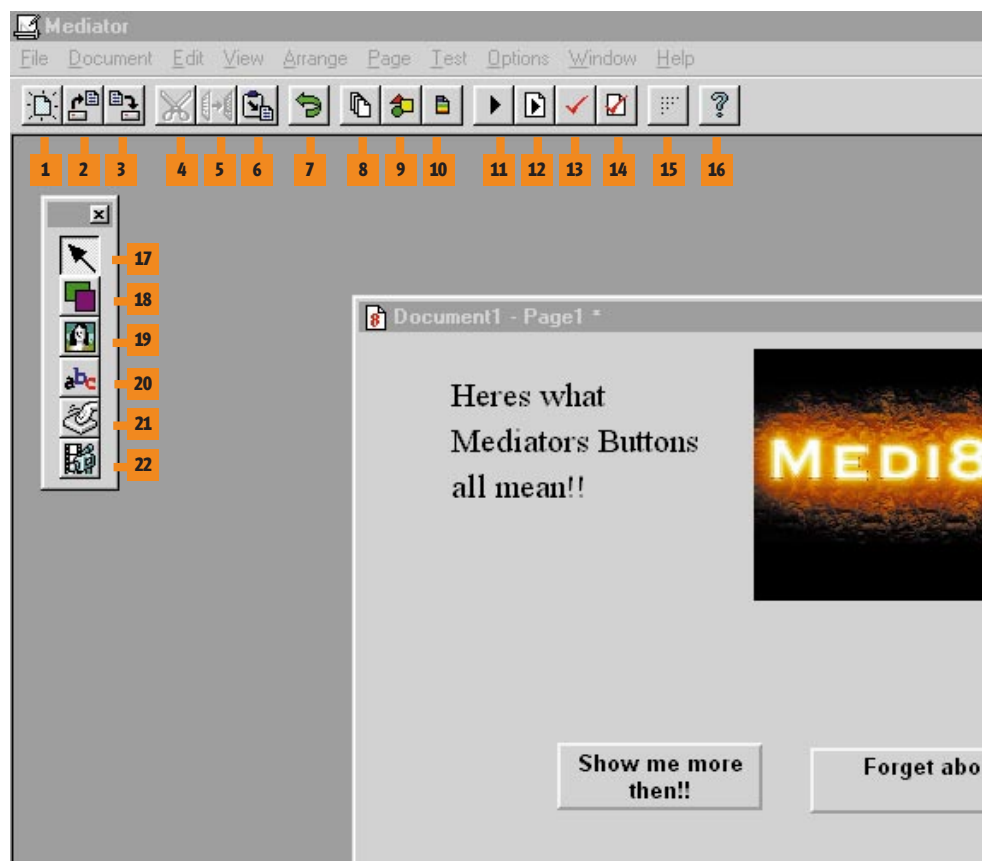 Mediator
File Document Edit View Arrange Page Test Options Window Help
1 2 3 4 5 6 7 8 9 10 11 12 13 14 15 16
17
18
19
abc 20
21
22
8 Document1 - Page1 *
Heres what
Mediators Buttons
all mean!!
MEDI8
Show me more
then!!
Forget abo